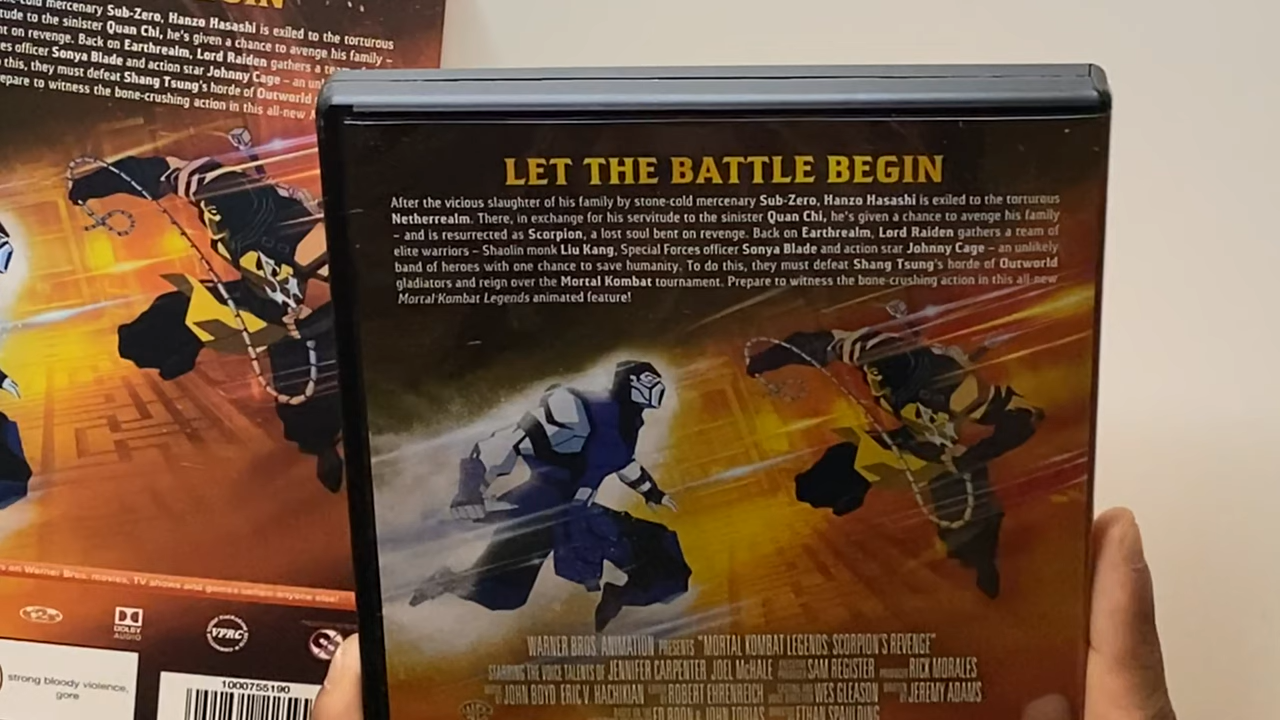 mercenary Sub-Zero, Hanzo Hasashi is exiled to the torturous
to the sinister Quan Chi, he's given a chance to avenge his family –
on revenge. Back on Earthrealm, Lord Raiden gathers a
officer Sonya Blade and action star Johnny Cage – an
this, they must defeat Shang Tsung's horde of Outworld
to witness the bone-crushing action in this all-new
on Warner Bros. movies, TV shows and games
DOLBY
AUDIO
VPRC
strong bloody violence,
gore
1000755190
LET THE BATTLE BEGIN
After the vicious slaughter of his family by stone-cold mercenary Sub-Zero, Hanzo Hasashi is exiled to the torturous
Netherrealm. There, in exchange for his servitude to the sinister Quan Chi, he's given a chance to avenge his family
– and is resurrected as Scorpion, a lost soul bent on revenge. Back on Earthrealm, Lord Raiden gathers a team of
elite warriors – Shaolin monk Liu Kang, Special Forces officer Sonya Blade and action star Johnny Cage – an unlikely
band of heroes with one chance to save humanity. To do this, they must defeat Shang Tsung's horde of Outworld
gladiators and reign over the Mortal Kombat tournament. Prepare to witness the bone-crushing action in this all-new
Mortal Kombat Legends animated feature!
WARNER BROS. ANIMATION PRESENTS "MORTAL KOMBAT LEGENDS: SCORPION'S REVENGE"
STARRING THE VOICE TALENTS OF JENNIFER CARPENTER JOEL McHALE SAM REGISTER RICK MORALES
JOHN BOYD ERIC V. HACHIKIAN ROBERT EHRENREICH WES GLEASON JEREMY ADAMS
ED BOON & JOHN TOBIAS ETHAN SPAULDING